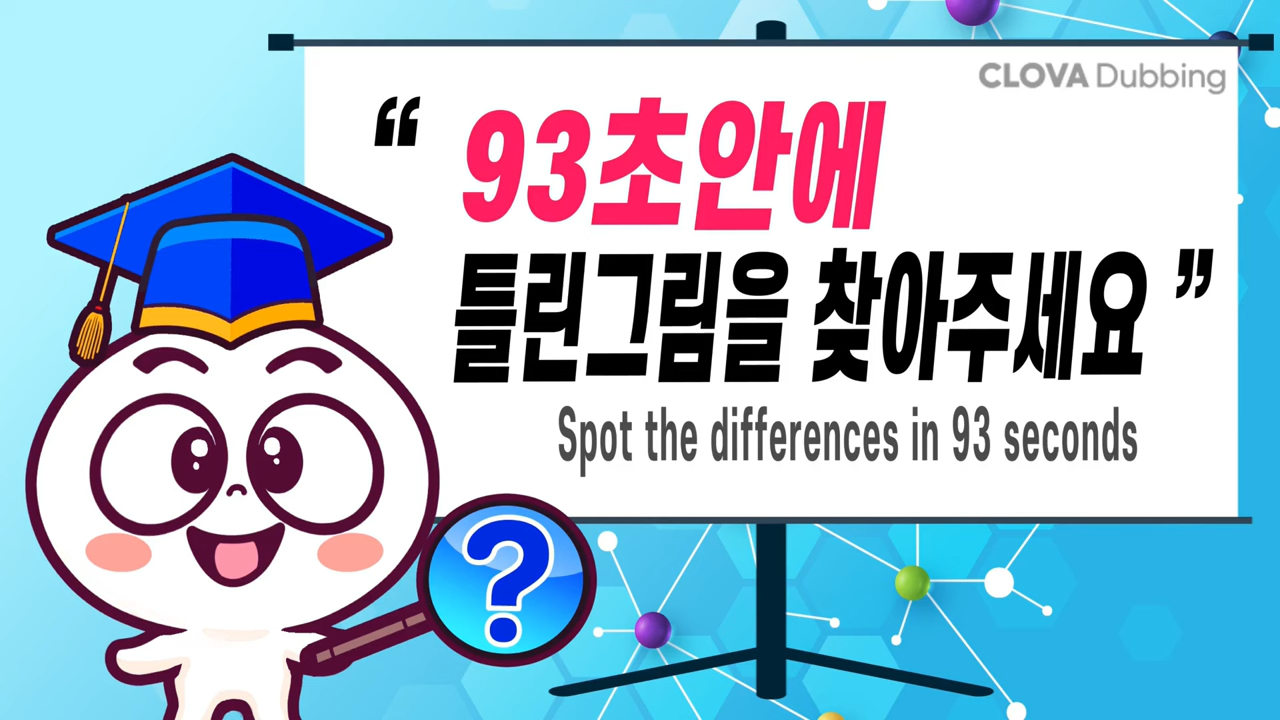 CLOVA Dubbing
“ 93초안에
틀린그림을 찾아주세요 ”
Spot the differences in 93 seconds
?